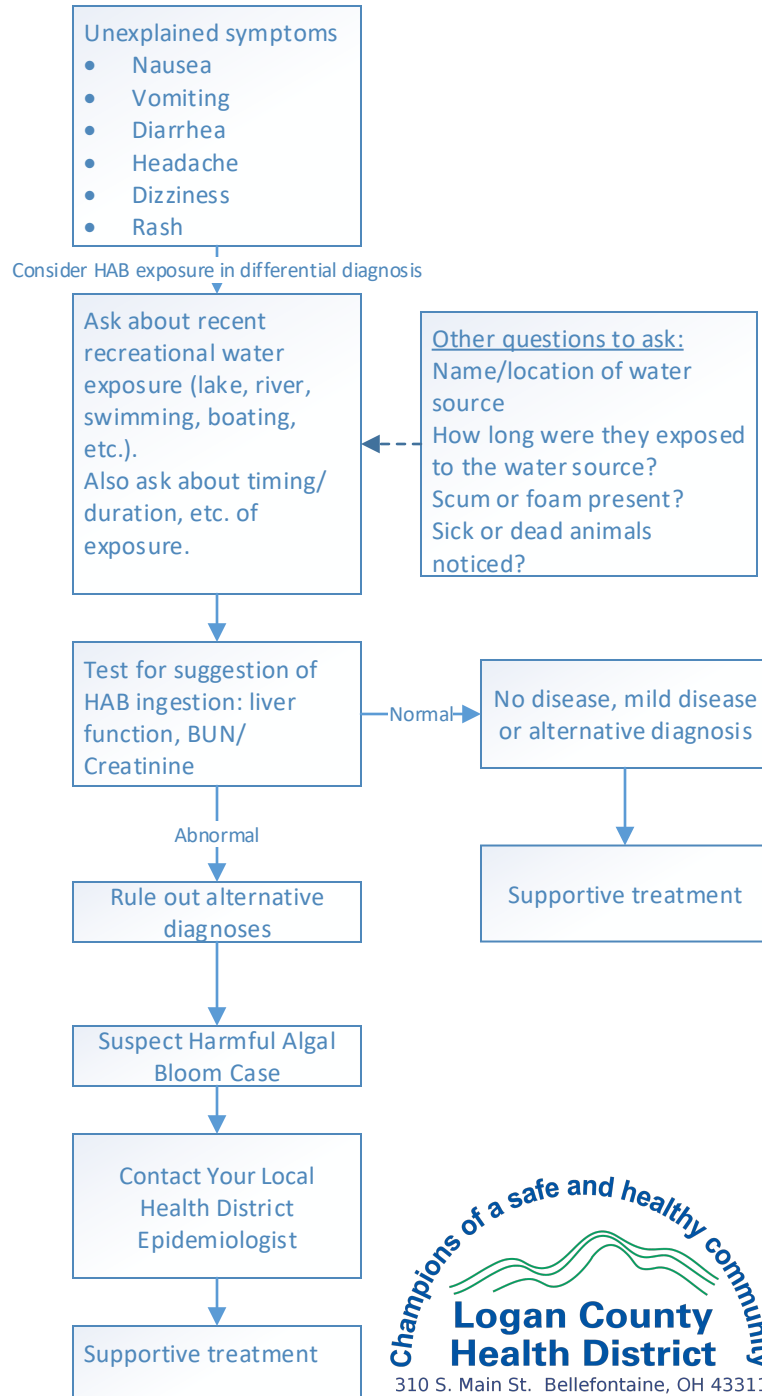 Unexplained symptoms
• Nausea
• Vomiting
• Diarrhea
• Headache
• Dizziness
• Rash
Consider HAB exposure in differential diagnosis
Ask about recent
recreational water
exposure (lake, river,
swimming, boating,
etc.).
Also ask about timing/
duration, etc. of
exposure.
Other questions to ask:
Name/location of water
source
How long were they exposed
to the water source?
Scum or foam present?
Sick or dead animals
noticed?
Test for suggestion of
HAB ingestion: liver
function, BUN/
Creatinine
Normal
No disease, mild disease
or alternative diagnosis
Supportive treatment
Abnormal
Rule out alternative
diagnoses
Suspect Harmful Algal
Bloom Case
Contact Your Local
Health District
Epidemiologist
Supportive treatment
Champions of a safe and healthy community
Logan County
Health District
310 S. Main St. Bellefontaine, OH 43311